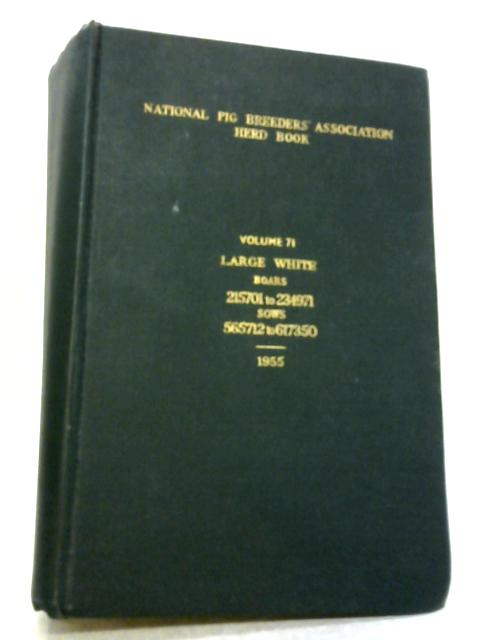 NATIONAL PIG BREEDERS' ASSOCIATION
HERD BOOK
VOLUME 71
LARGE WHITE
BOARS
215701 to 234971
SOWS
565712 to 617350
1955